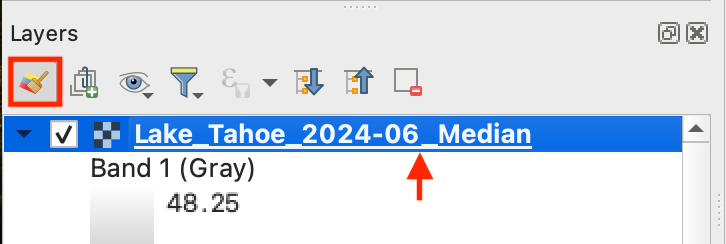 Layers
Lake_Tahoe_2024-06_Median
Band 1 (Gray)
48.25